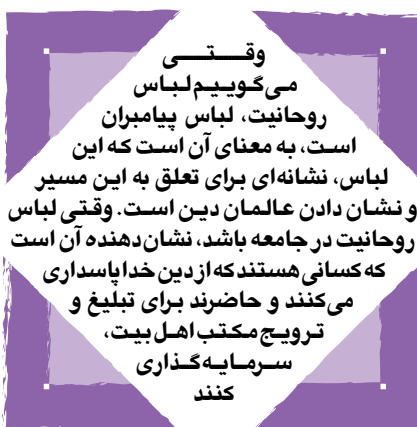 وقتی
می‌گوییم لباس
روحانیت، لباس پیامبران
است، به معنای آن است که این
لباس، نشانه‌ای برای تعلق به این مسیر
و نشان دادن عالمان دین است. وقتی لباس
روحانیت در جامعه باشد، نشان‌دهنده آن است
که کسانی هستند که از دین خدا پاسداری
می‌کنند و حاضرند برای تبلیغ و
ترویج مکتب اهل‌بیت،
سرمایه‌گذاری
کنند